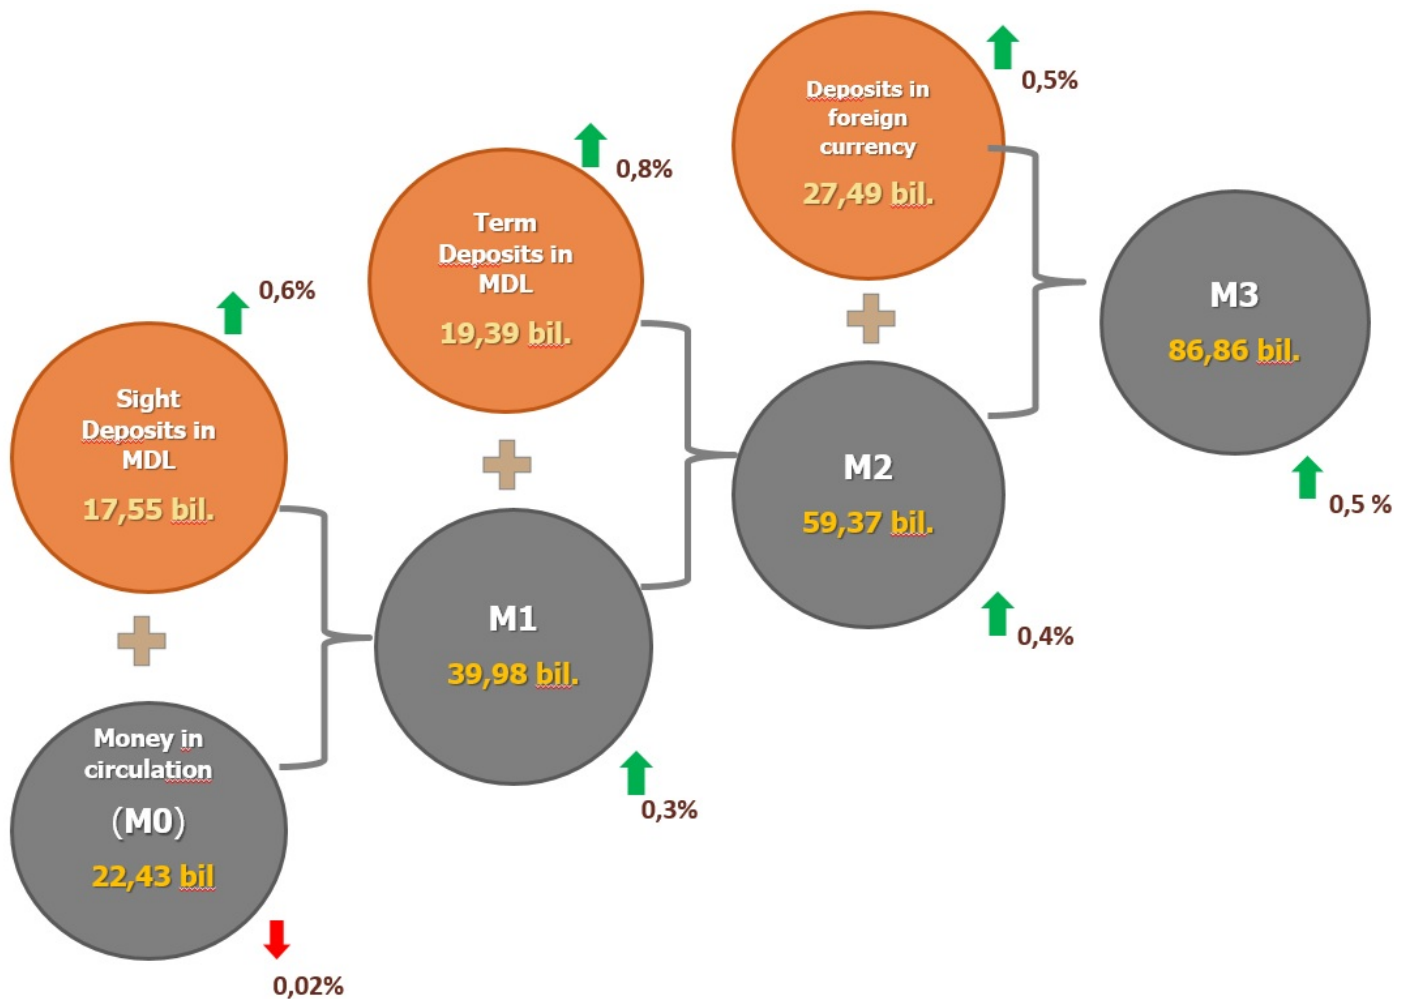 Deposits in
foreign
currency
27,49 bil.
0,5%
Term
Deposits in
MDL
19,39 bil.
0,8%
M3
86,86 bil.
0,5 %
Sight
Deposits in
MDL
17,55 bil.
0,6%
M2
59,37 bil.
0,4%
M1
39,98 bil.
0,3%
Money in
circulation
(M0)
22,43 bil
0,02%